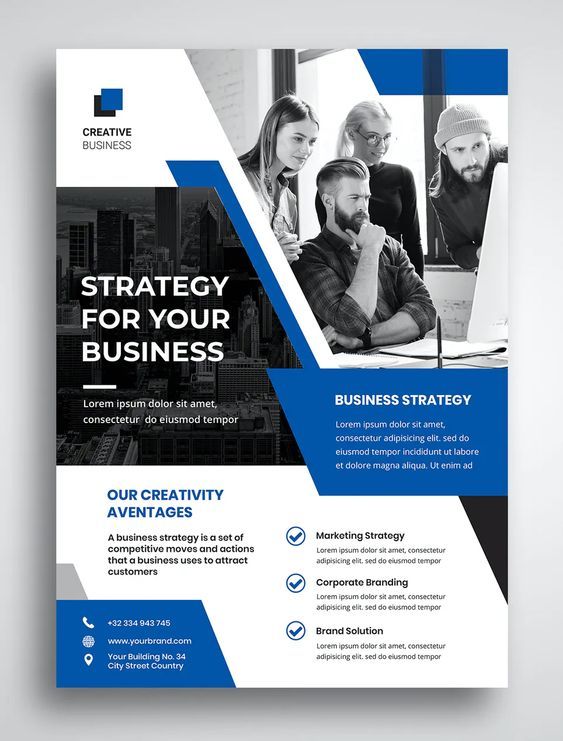 CREATIVE
BUSINESS
STRATEGY
FOR YOUR
BUSINESS
Lorem ipsum dolor sit amet,
consectetur do eiusmod tempor
BUSINESS STRATEGY
Lorem ipsum dolor sit amet,
consectetur adipisicing elit, sed do eiusmod
tempor incididunt ut labore
et dolore magna aliqua. Ut enim ad
OUR CREATIVITY
AVENTAGES
A business strategy is a set of
competitive moves and actions
that a business uses to attract
customers
Marketing Strategy
Lorem ipsum dolor sit amet, consectetur
adipisicing elit, sed do eiusmod tempor
Corporate Branding
Lorem ipsum dolor sit amet, consectetur
adipisicing elit, sed do eiusmod tempor
Brand Solution
Lorem ipsum dolor sit amet, consectetur
adipisicing elit, sed do eiusmod tempor
+32 334 943 745
www.yourbrand.com
Your Building No. 34
City Street Country